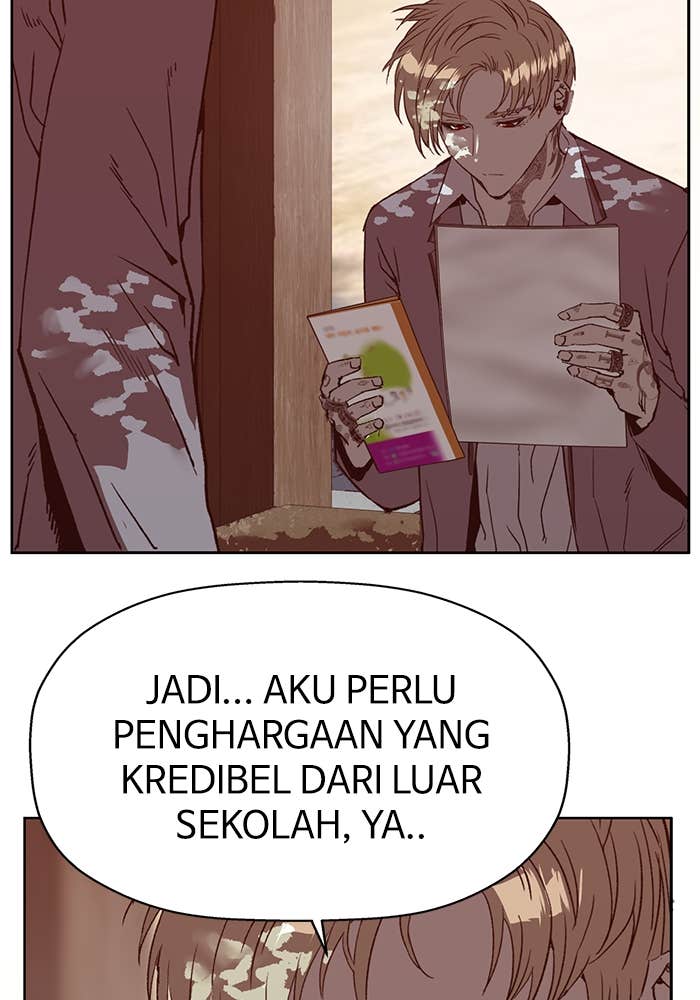 JADI... AKU PERLU
PENGHARGAAN YANG
KREDIBEL DARI LUAR
SEKOLAH, YA..